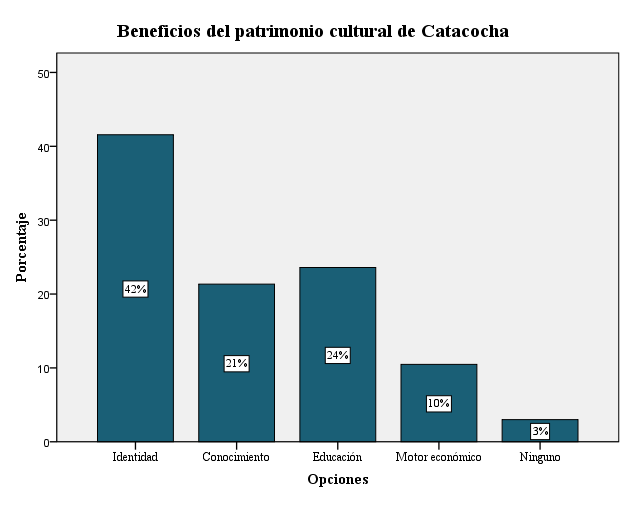 Beneficios del patrimonio cultural de Catacocha
Porcentaje
50
40
30
20
10
0
42%
21%
24%
10%
3%
Identidad
Conocimiento
Educación
Motor económico
Ninguno
Opciones